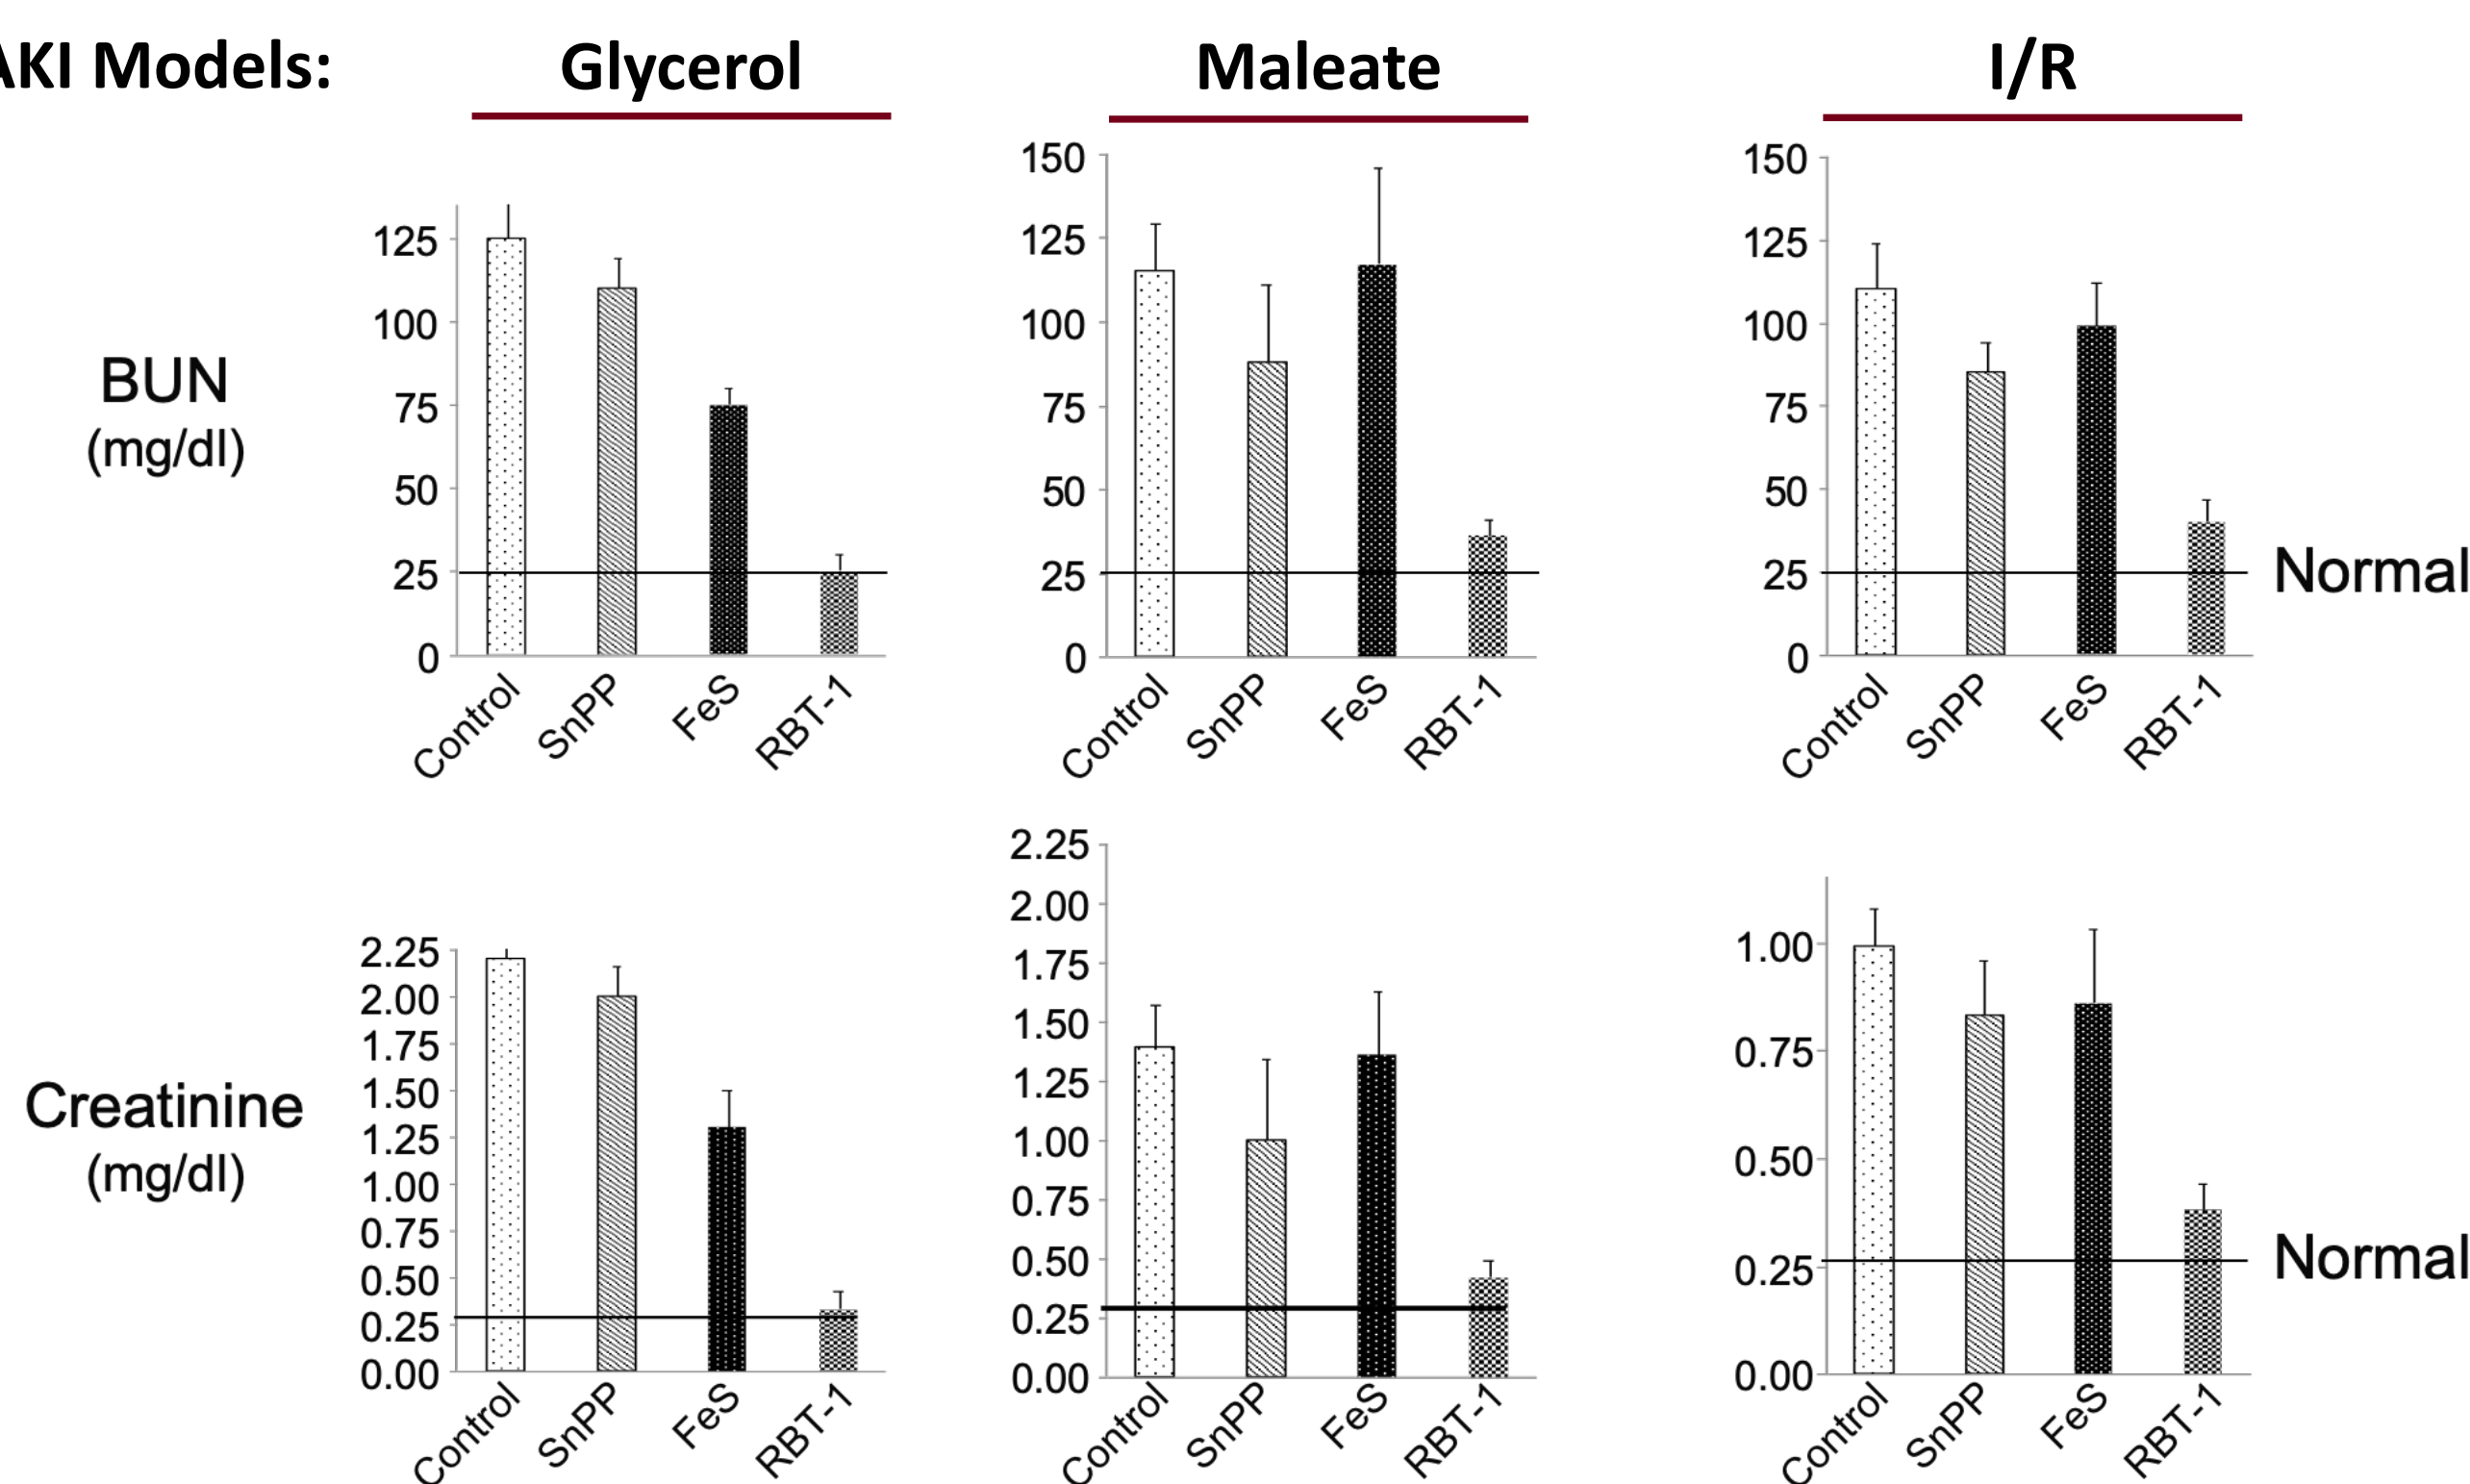 AKI Models:
Glycerol
Maleate
I/R
BUN
(mg/dl)
125
100
75
50
25
0
Control
SnPP
FeS
RBT-1
150
125
100
75
50
25
0
Control
SnPP
FeS
RBT-1
150
125
100
75
50
25
0
Control
SnPP
FeS
RBT-1
Normal
Creatinine
(mg/dl)
2.25
2.00
1.75
1.50
1.25
1.00
0.75
0.50
0.25
0.00
Control
SnPP
FeS
RBT-1
2.25
2.00
1.75
1.50
1.25
1.00
0.75
0.50
0.25
0.00
Control
SnPP
FeS
RBT-1
1.00
0.75
0.50
0.25
0.00
Control
SnPP
FeS
RBT-1
Normal